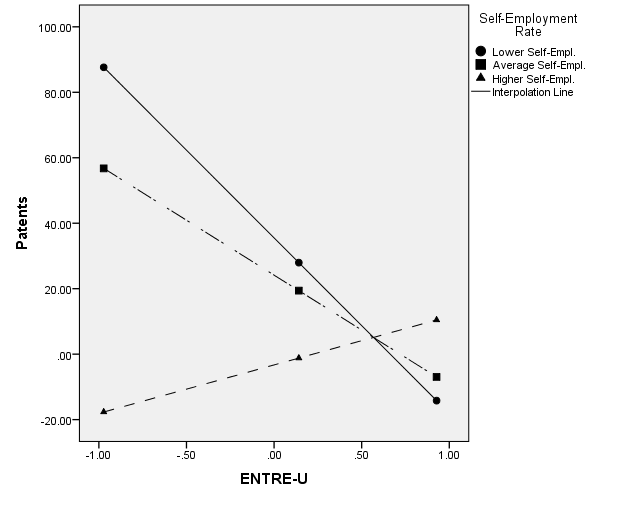 Self-Employment
Rate
Lower Self-Empl.
Average Self-Empl.
Higher Self-Empl.
Interpolation Line
100.00
80.00
60.00
40.00
20.00
.00
-20.00
Patents
-1.00 -.50 .00 .50 1.00
ENTRE-U